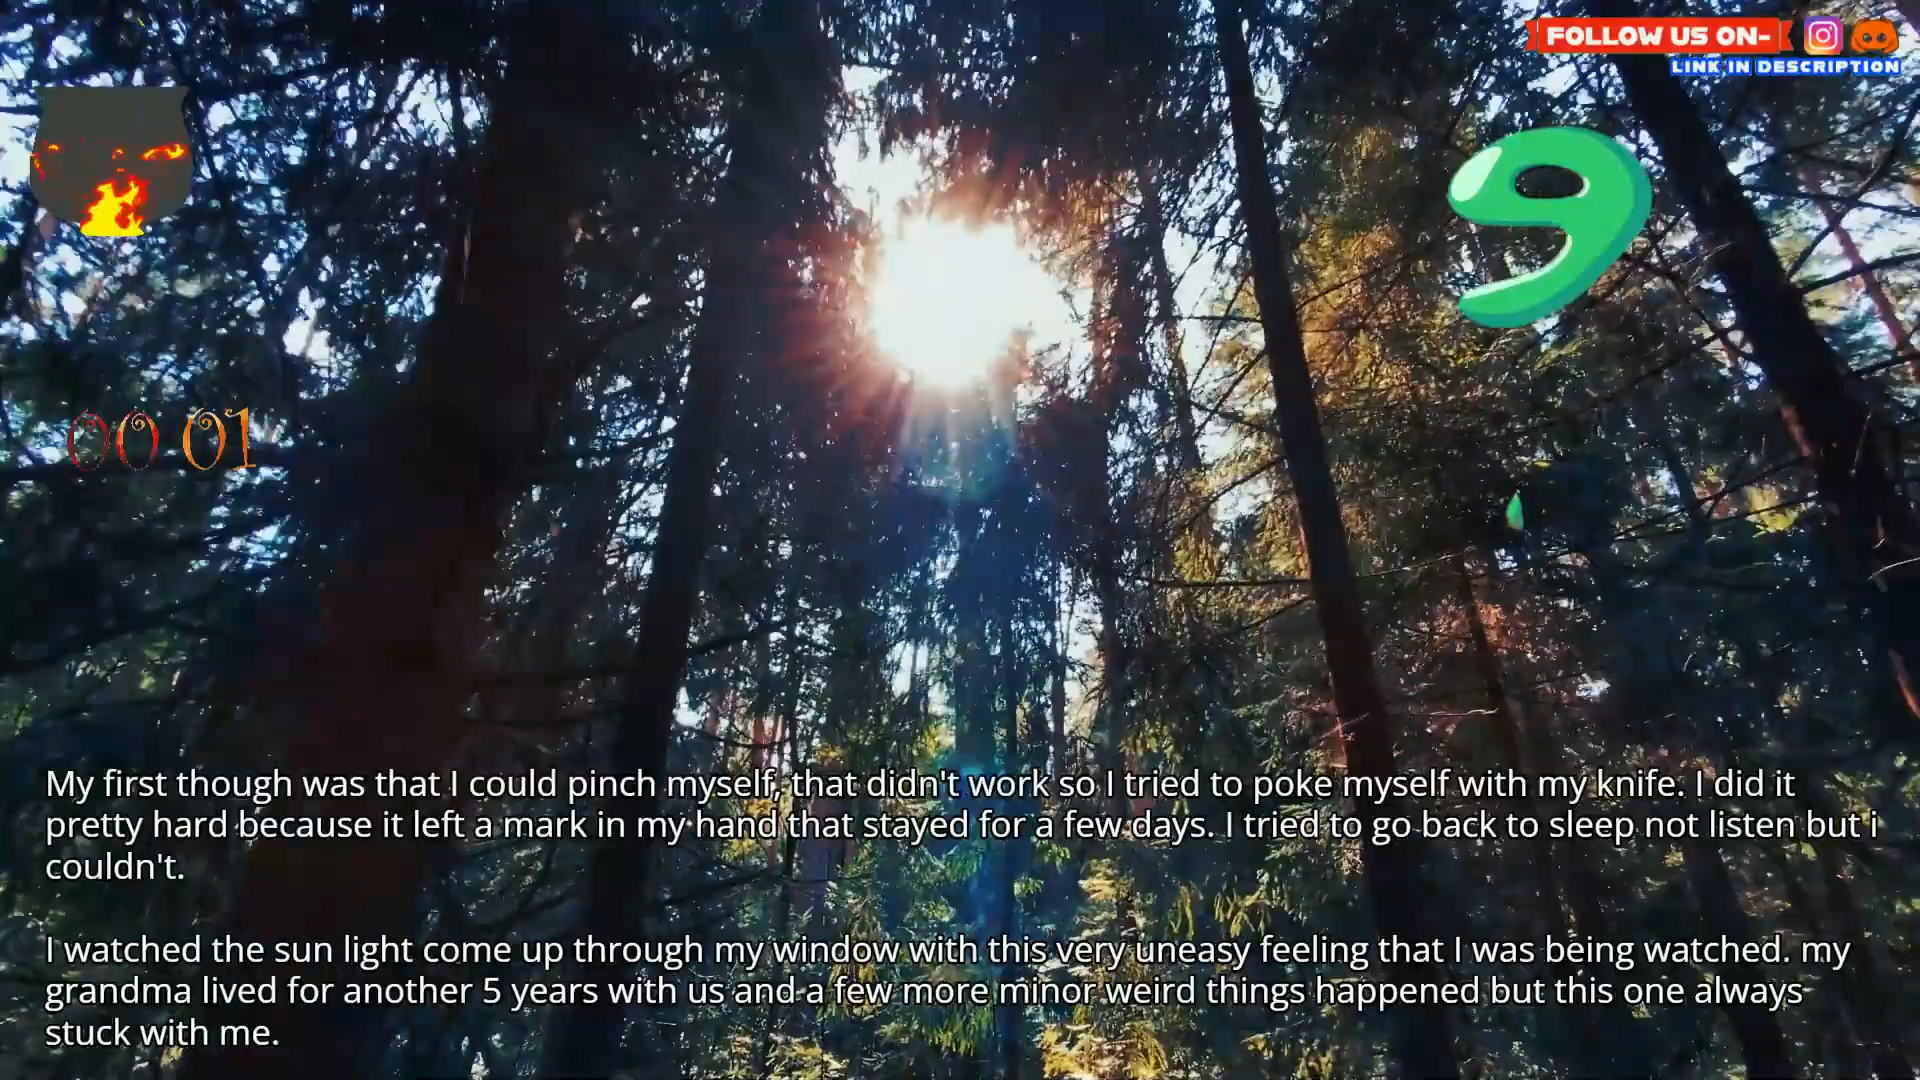 FOLLOW US ON-
LINK IN DESCRIPTION
9
00 01
My first though was that I could pinch myself, that didn't work so I tried to poke myself with my knife. I did it
pretty hard because it left a mark in my hand that stayed for a few days. I tried to go back to sleep not listen but i
couldn't.
I watched the sun light come up through my window with this very uneasy feeling that I was being watched. my
grandma lived for another 5 years with us and a few more minor weird things happened but this one always
stuck with me.